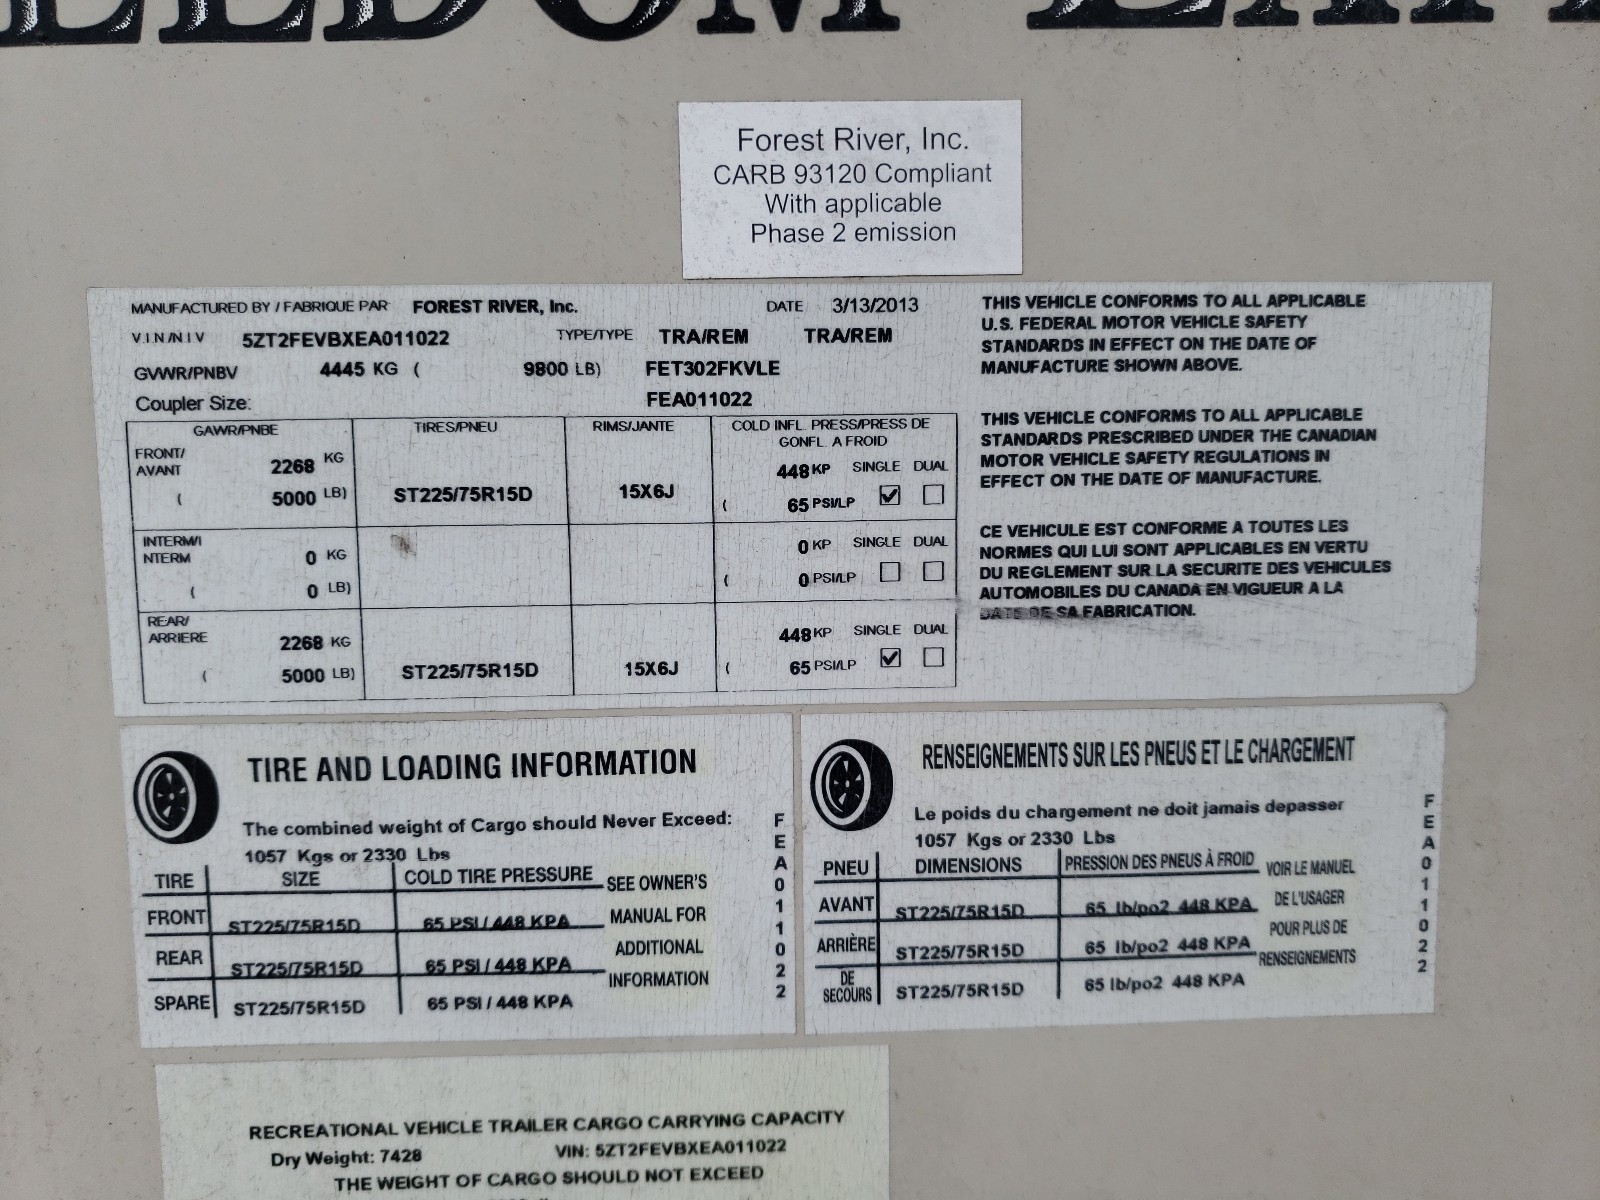 Forest River, Inc.
CARB 93120 Compliant
With applicable
Phase 2 emission
MANUFACTURED BY / FABRIQUE PAR FOREST RIVER, Inc. DATE 3/13/2013
V I N / N I V 5ZT2FEVBXEA011022 TYPE/TYPE TRA/REM TRA/REM
GVWR/PNBV 4445 KG ( 9800 LB) FET302FKVLE
Coupler Size: FEA011022
GAWR/PNBE TIRES/PNEU RIMS/JANTE COLD INFL. PRESS/PRESS DE
GONFL. A FROID
FRONT/
AVANT 2268 KG 448 KP SINGLE DUAL
( 5000 LB) ST225/75R15D 15X6J ( 65 PSI/LP
INTERM/I
NTERM 0 KG 0 KP SINGLE DUAL
( 0 LB) ( 0 PSI/LP
REAR/
ARRIERE 2268 KG 448 KP SINGLE DUAL
( 5000 LB) ST225/75R15D 15X6J ( 65 PSI/LP
THIS VEHICLE CONFORMS TO ALL APPLICABLE
U.S. FEDERAL MOTOR VEHICLE SAFETY
STANDARDS IN EFFECT ON THE DATE OF
MANUFACTURE SHOWN ABOVE.
THIS VEHICLE CONFORMS TO ALL APPLICABLE
STANDARDS PRESCRIBED UNDER THE CANADIAN
MOTOR VEHICLE SAFETY REGULATIONS IN
EFFECT ON THE DATE OF MANUFACTURE.
CE VEHICULE EST CONFORME A TOUTES LES
NORMES QUI LUI SONT APPLICABLES EN VERTU
DU REGLEMENT SUR LA SECURITE DES VEHICULES
AUTOMOBILES DU CANADA EN VIGUEUR A LA
DATE DE SA FABRICATION.
TIRE AND LOADING INFORMATION
The combined weight of Cargo should Never Exceed:
1057 Kgs or 2330 Lbs
TIRE SIZE COLD TIRE PRESSURE
FRONT ST225/75R15D 65 PSI / 448 KPA
REAR ST225/75R15D 65 PSI / 448 KPA
SPARE ST225/75R15D 65 PSI / 448 KPA
SEE OWNER'S
MANUAL FOR
ADDITIONAL
INFORMATION
FEA011022
RENSEIGNEMENTS SUR LES PNEUS ET LE CHARGEMENT
Le poids du chargement ne doit jamais depasser
1057 Kgs or 2330 Lbs
PNEU DIMENSIONS PRESSION DES PNEUS À FROID
AVANT ST225/75R15D 65 lb/po2 448 KPA
ARRIÈRE ST225/75R15D 65 lb/po2 448 KPA
DE
SECOURS ST225/75R15D 65 lb/po2 448 KPA
VOIR LE MANUEL
DE L'USAGER
POUR PLUS DE
RENSEIGNEMENTS
FEA011022
RECREATIONAL VEHICLE TRAILER CARGO CARRYING CAPACITY
Dry Weight: 7428 VIN: 5ZT2FEVBXEA011022
THE WEIGHT OF CARGO SHOULD NOT EXCEED